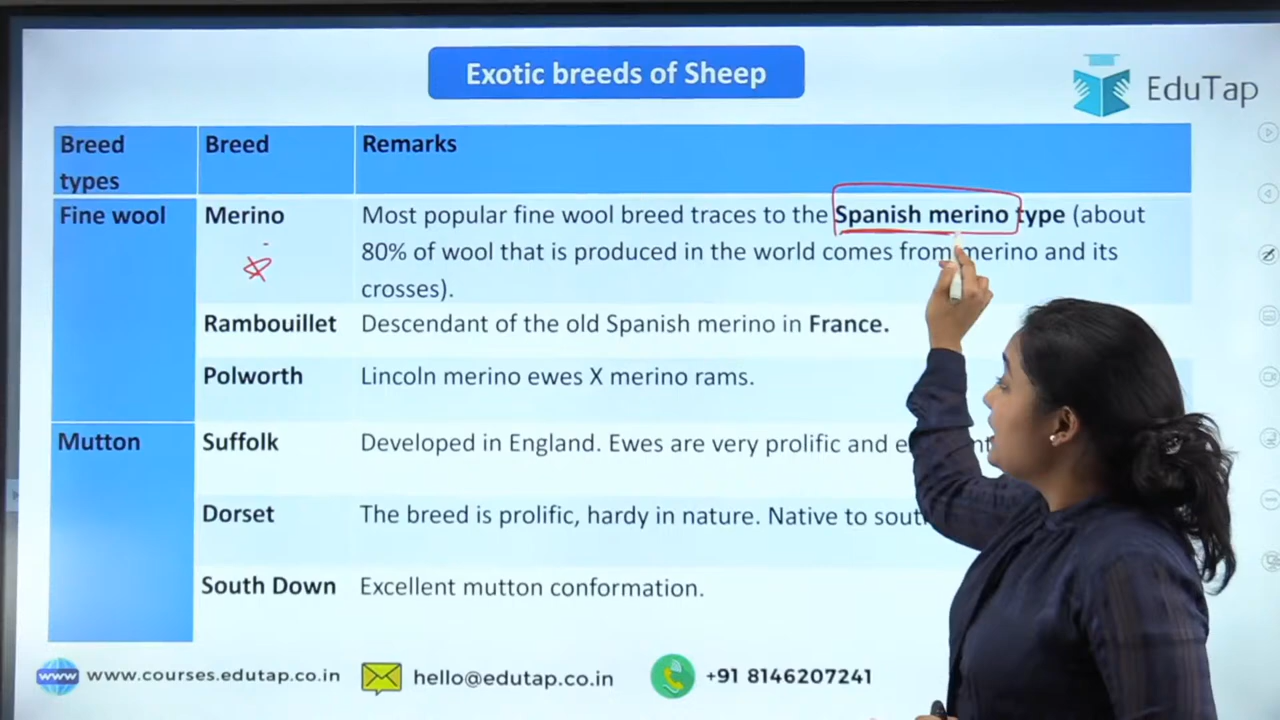 Exotic breeds of Sheep
EduTap
Breed types
Breed
Remarks
Fine wool
Merino
Most popular fine wool breed traces to the Spanish merino type (about
80% of wool that is produced in the world comes from merino and its
crosses).
Rambouillet
Descendant of the old Spanish merino in France.
Polworth
Lincoln merino ewes X merino rams.
Mutton
Suffolk
Developed in England. Ewes are very prolific and
Dorset
The breed is prolific, hardy in nature. Native to
South Down
Excellent mutton conformation.
www
www.courses.edutap.co.in
hello@edutap.co.in
+91 8146207241